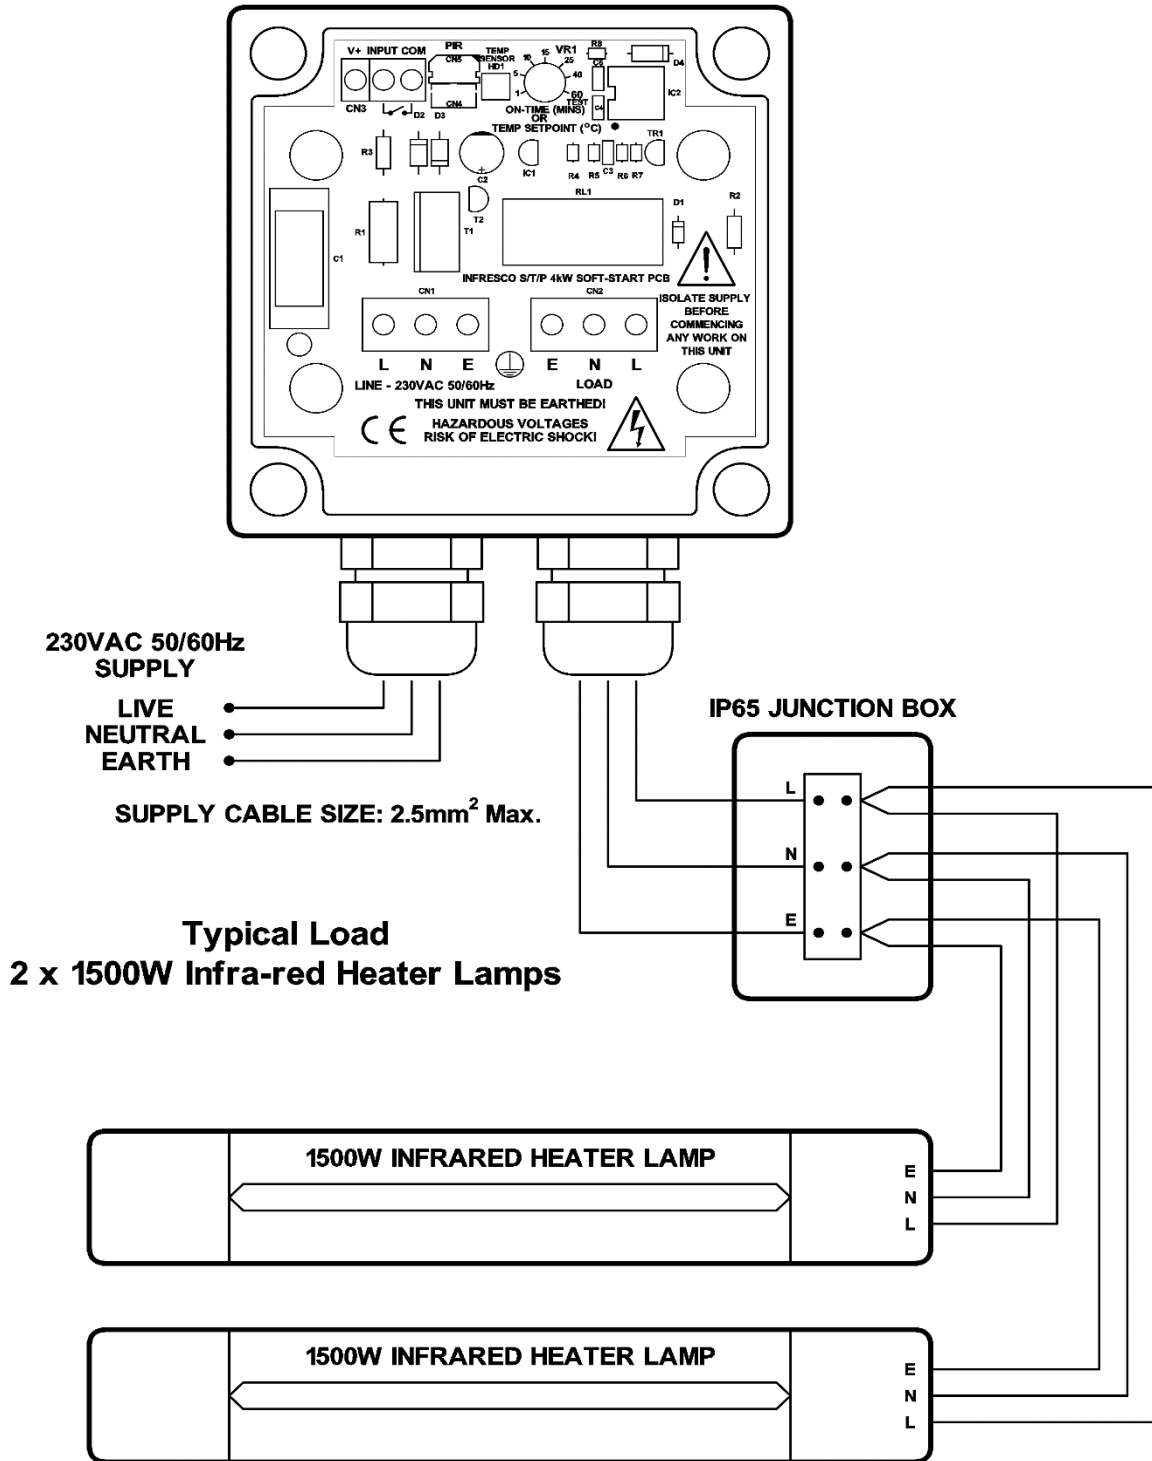 V+ INPUT COM
CN3
PIR
CN5
CN4
TEMP
SENSOR
HD1
VR1
1
5
10
15
25
40
60
TEST
ON-TIME (MINS)
OR
TEMP SETPOINT (°C)
R8
C5
C4
D4
IC2
D2
D3
R3
C2
IC1
R4
R5
C3
R6
R7
TR1
C1
R1
T1
T2
RL1
D1
R2
INFRESCO S/T/P 4kW SOFT-START PCB
ISOLATE SUPPLY
BEFORE
COMMENCING
ANY WORK ON
THIS UNIT
CN1
CN2
L N E
E N L
LINE - 230VAC 50/60Hz
LOAD
THIS UNIT MUST BE EARTHED!
CE
HAZARDOUS VOLTAGES
RISK OF ELECTRIC SHOCK!
230VAC 50/60Hz
SUPPLY
LIVE
NEUTRAL
EARTH
SUPPLY CABLE SIZE: 2.5mm² Max.
IP65 JUNCTION BOX
L
N
E
Typical Load
2 x 1500W Infra-red Heater Lamps
1500W INFRARED HEATER LAMP
E
N
L
1500W INFRARED HEATER LAMP
E
N
L